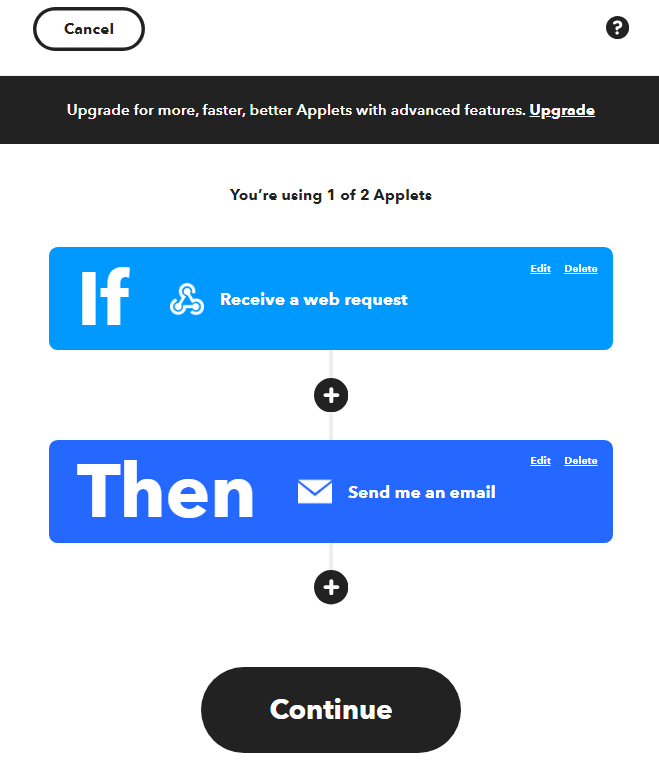 Cancel
?
Upgrade for more, faster, better Applets with advanced features. Upgrade
You're using 1 of 2 Applets
Edit Delete
If Receive a web request
+
Edit Delete
Then Send me an email
+
Continue